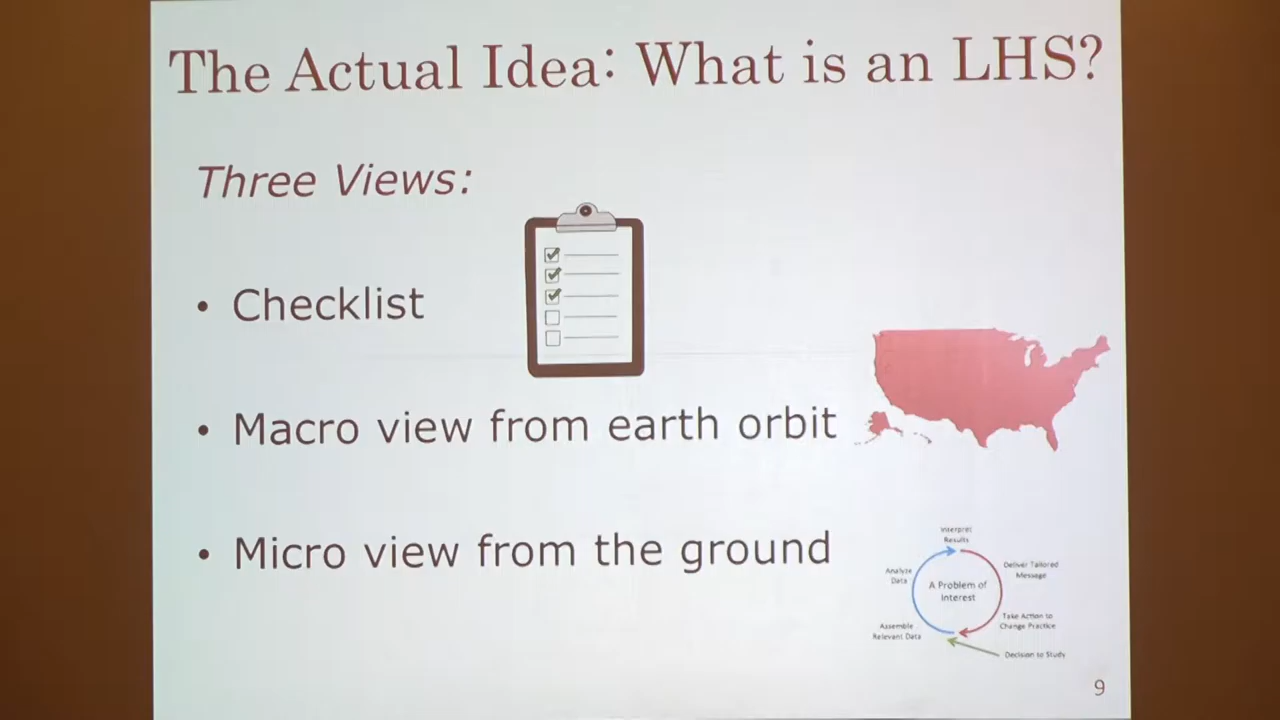 The Actual Idea: What is an LHS?
Three Views:
• Checklist
• Macro view from earth orbit
• Micro view from the ground
Interpret
Results
Analyze
Data
Deliver Tailored
Message
A Problem of
Interest
Take Action to
Change Practice
Assemble
Relevant Data
Decision to Study
9